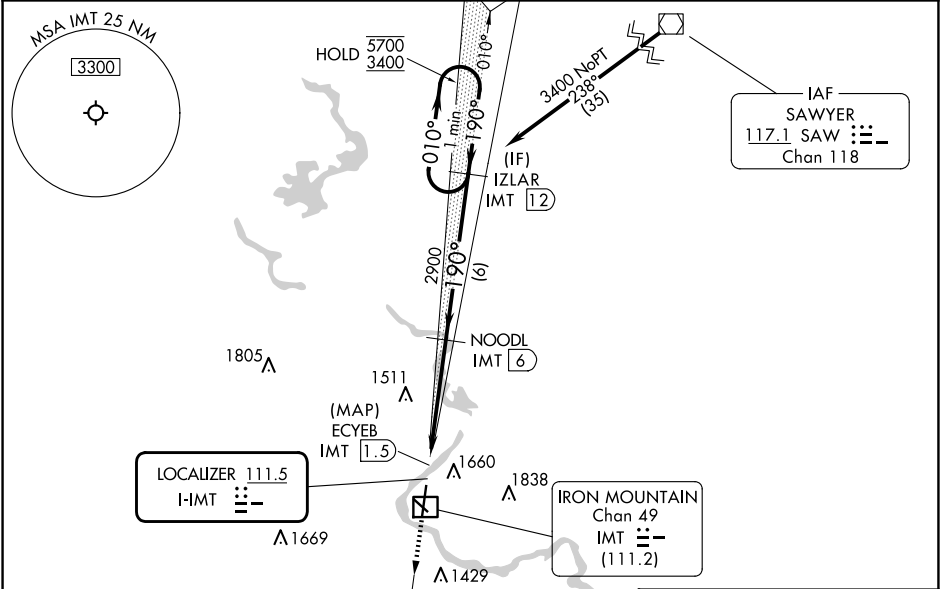 MSA IMT 25 NM
3300
HOLD 5700
3400
010°
1 min
190°
010°
3400 NoPT
238°
(35)
IAF
SAWYER
117.1 SAW
Chan 118
(IF)
IZLAR
IMT 12
2900
190°
(6)
NOODL
IMT 6
1805
1511
(MAP)
ECYEB
IMT 1.5
1660
1838
LOCALIZER 111.5
I-IMT
IRON MOUNTAIN
Chan 49
IMT
(111.2)
1669
1429